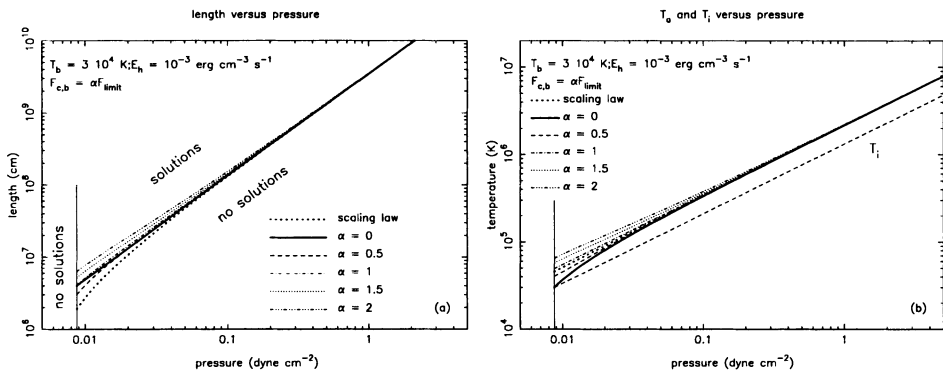 length versus pressure
T_b = 3 10^4 K;E_h = 10^-3 erg cm^-3 s^-1
F_c,b = αF_limit
solutions
no solutions
no solutions
scaling law
α = 0
α = 0.5
α = 1
α = 1.5
α = 2
(a)
length (cm)
10^10
10^9
10^8
10^7
10^6
0.01
0.1
1
pressure (dyne cm^-2)
T_a and T_i versus pressure
T_b = 3 10^4 K;E_h = 10^-3 erg cm^-3 s^-1
F_c,b = αF_limit
scaling law
α = 0
α = 0.5
α = 1
α = 1.5
α = 2
T_i
(b)
temperature (K)
10^7
10^6
10^5
10^4
0.01
0.1
1
pressure (dyne cm^-2)